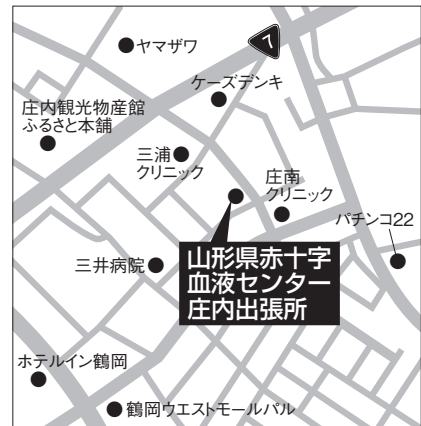 ヤマザワ
7
ケーズデンキ
庄内観光物産館
ふるさと本舗
三浦
クリニック
庄南
クリニック
パチンコ22
山形県赤十字
血液センター
庄内出張所
三井病院
ホテルイン鶴岡
鶴岡ウエストモールパル